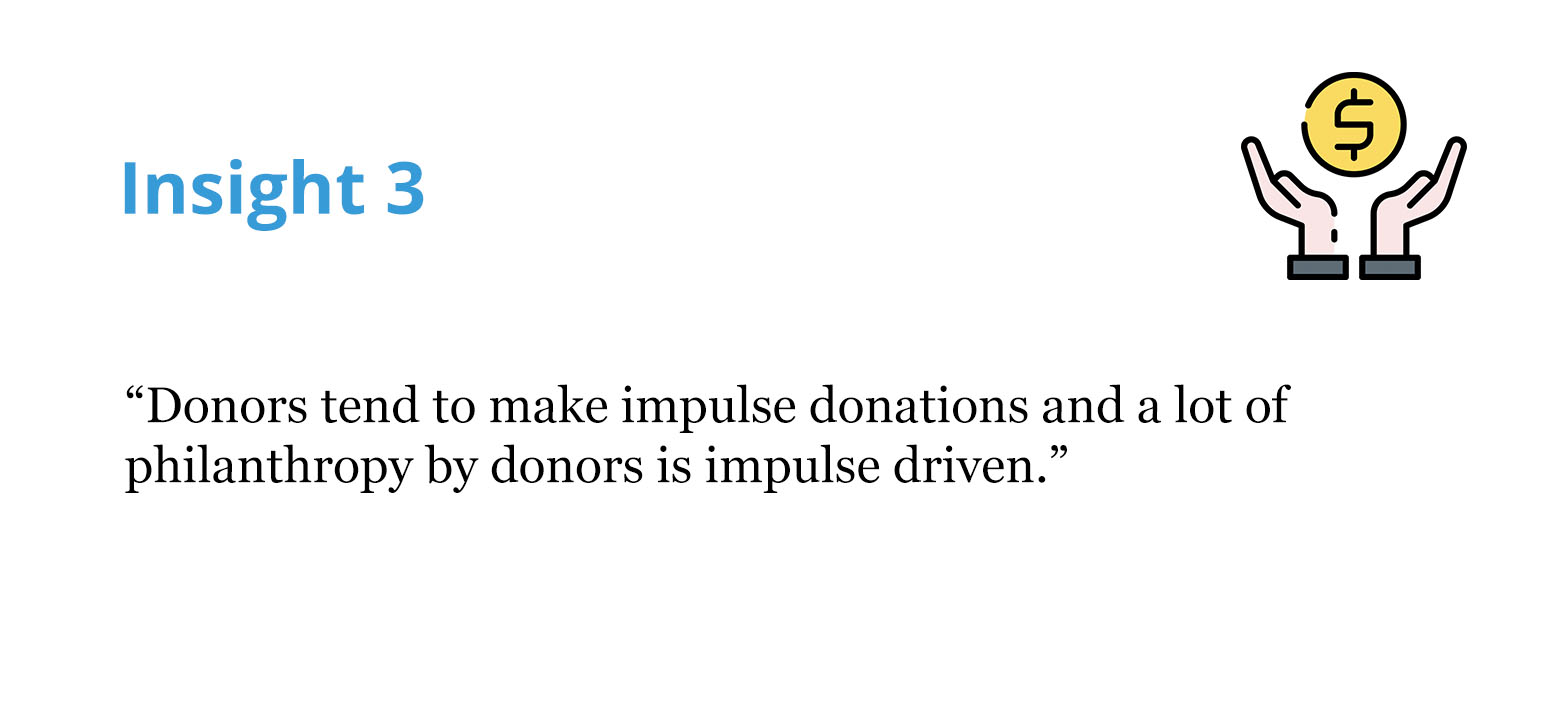 Insight 3
“Donors tend to make impulse donations and a lot of
philanthropy by donors is impulse driven.”